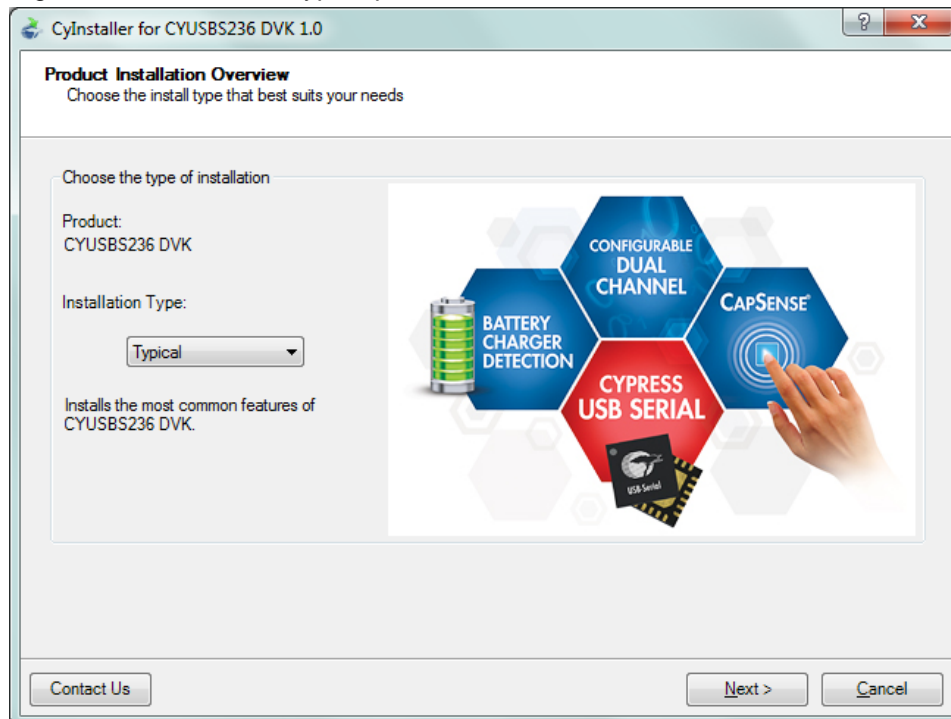 CyInstaller for CYUSBS236 DVK 1.0
?
X
Product Installation Overview
Choose the install type that best suits your needs
Choose the type of installation
Product:
CYUSBS236 DVK
Installation Type:
Typical
Installs the most common features of
CYUSBS236 DVK.
CONFIGURABLE
DUAL
CHANNEL
BATTERY
CHARGER
DETECTION
CAPSENSE®
CYPRESS
USB SERIAL
USB-Serial
Contact Us
Next >
Cancel